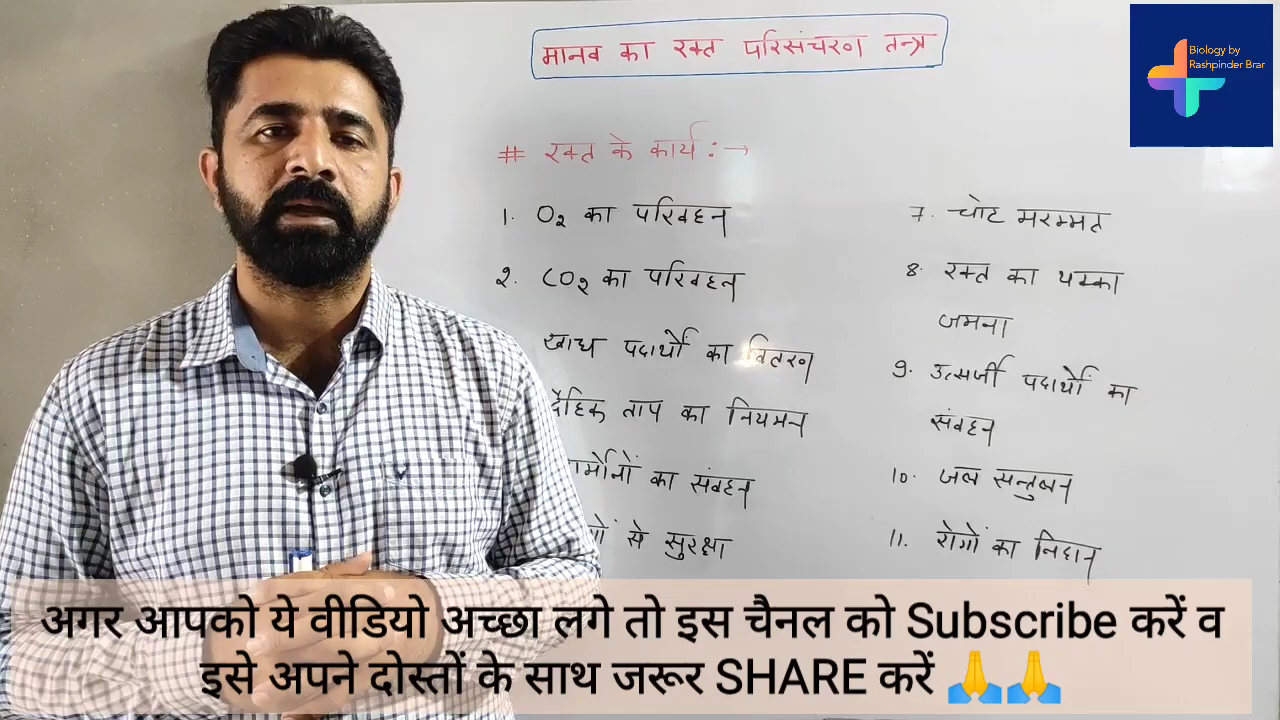 मानव का रक्त परिसंचरण तन्त्र
Biology by
Rashpinder Brar
# रक्त के कार्य :→
1. O₂ का परिवहन
२. CO₂ का परिवहन
खाद्य पदार्थों का वितरण
दैहिक ताप का नियमन
र्मोनों का संवहन
गों से सुरक्षा
7. चोट मरम्मत
8. रक्त का थक्का
जमना
9. उत्सर्जी पदार्थों का
संवहन
10. जल सन्तुलन
11. रोगों का निदान
अगर आपको ये वीडियो अच्छा लगे तो इस चैनल को Subscribe करें व
इसे अपने दोस्तों के साथ जरूर SHARE करें 🙏🙏